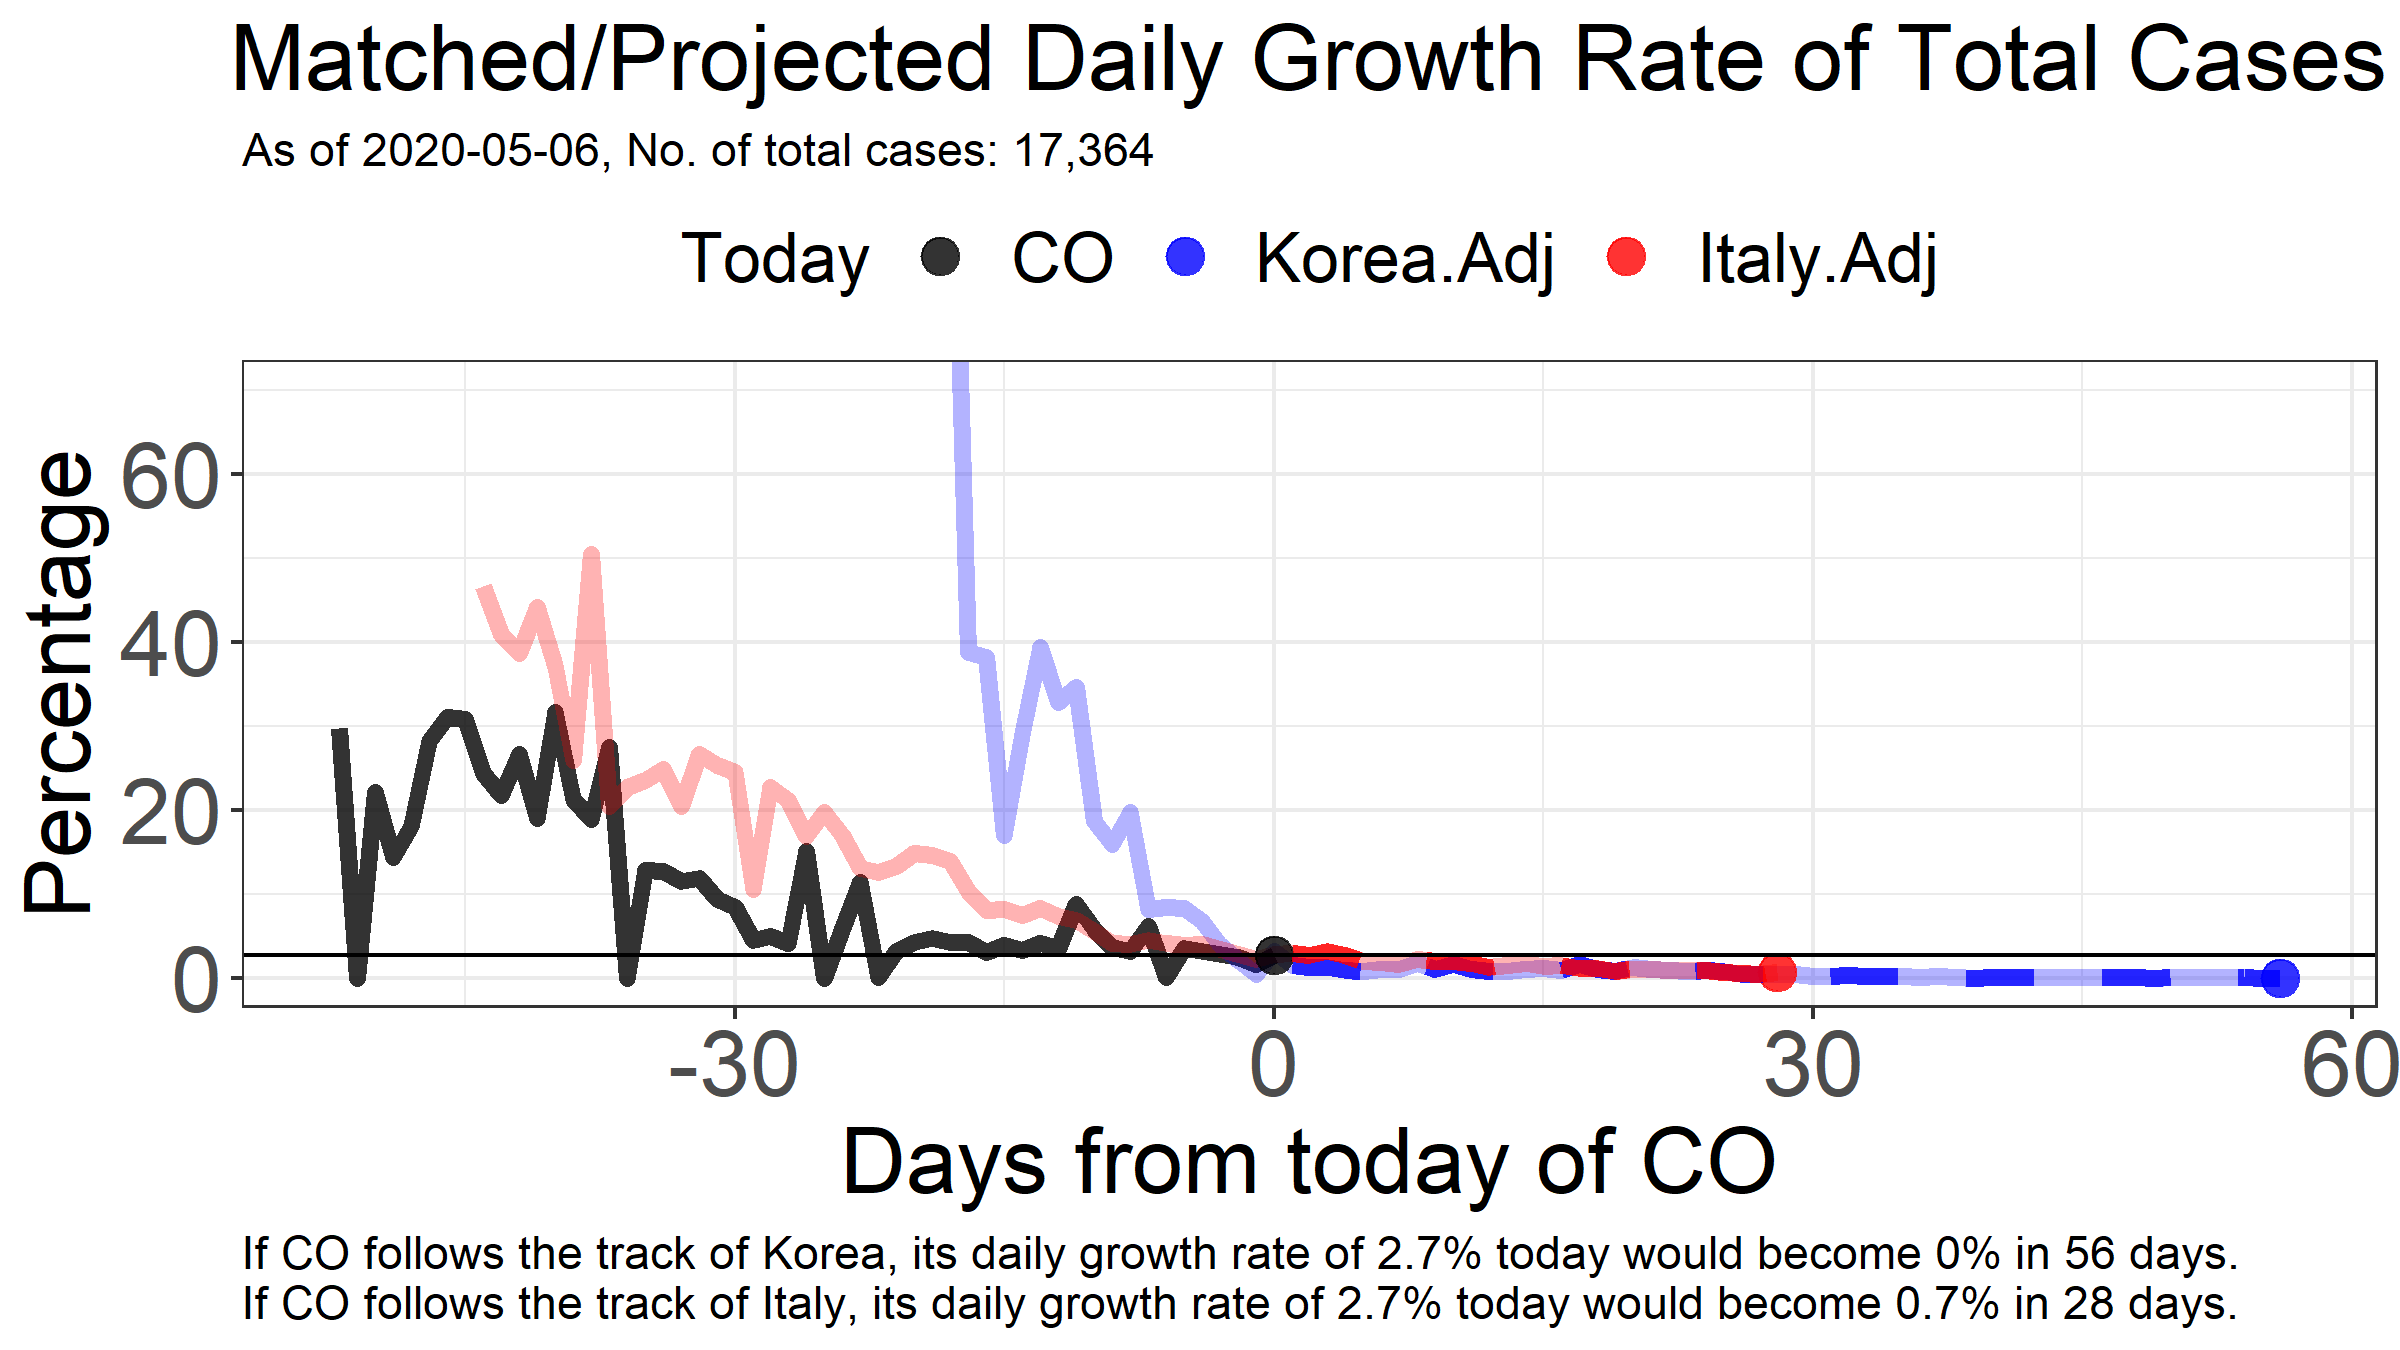 Matched/Projected Daily Growth Rate of Total Cases
As of 2020-05-06, No. of total cases: 17,364
Today CO Korea.Adj Italy.Adj
Percentage
60
40
20
0
-30 0 30 60
Days from today of CO
If CO follows the track of Korea, its daily growth rate of 2.7% today would become 0% in 56 days.
If CO follows the track of Italy, its daily growth rate of 2.7% today would become 0.7% in 28 days.